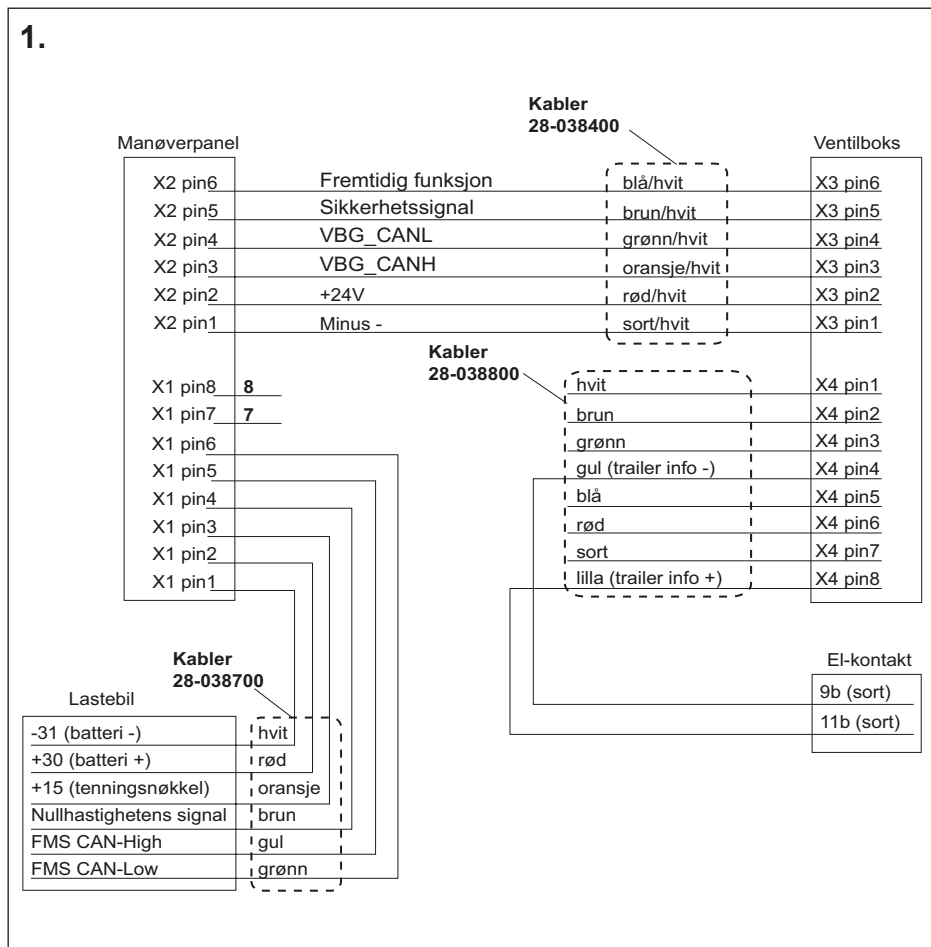 1.
Kabler
28-038400
Manøverpanel
Ventilboks
X2 pin6 Fremtidig funksjon blå/hvit X3 pin6
X2 pin5 Sikkerhetssignal brun/hvit X3 pin5
X2 pin4 VBG_CANL grønn/hvit X3 pin4
X2 pin3 VBG_CANH oransje/hvit X3 pin3
X2 pin2 +24V rød/hvit X3 pin2
X2 pin1 Minus - sort/hvit X3 pin1
Kabler
28-038800
X1 pin8 8
X1 pin7 7
X1 pin6
X1 pin5
X1 pin4
X1 pin3
X1 pin2
X1 pin1
hvit X4 pin1
brun X4 pin2
grønn X4 pin3
gul (trailer info -) X4 pin4
blå X4 pin5
rød X4 pin6
sort X4 pin7
lilla (trailer info +) X4 pin8
Kabler
28-038700
Lastebil
-31 (batteri -) hvit
+30 (batteri +) rød
+15 (tenningsnøkkel) oransje
Nullhastighetens signal brun
FMS CAN-High gul
FMS CAN-Low grønn
El-kontakt
9b (sort)
11b (sort)